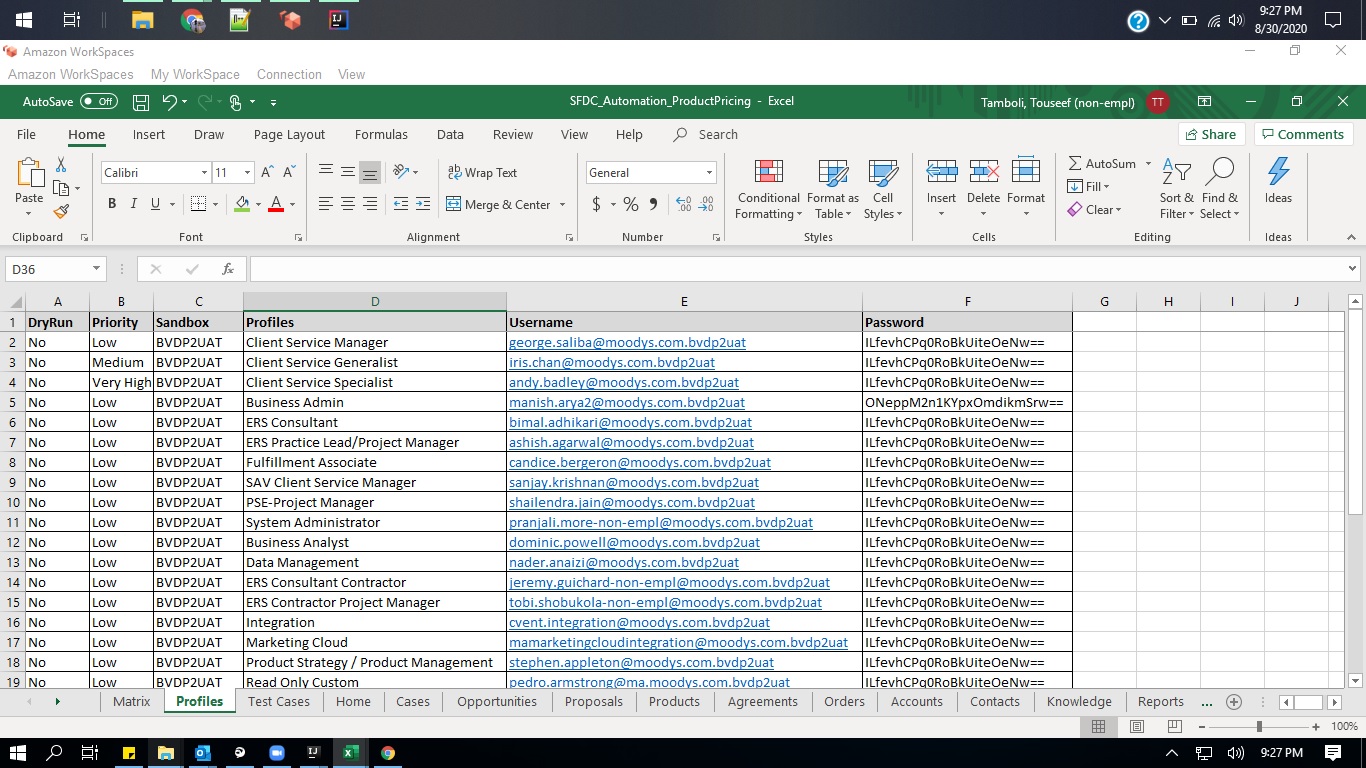 9:27 PM
8/30/2020
Amazon WorkSpaces
Amazon WorkSpaces My WorkSpace Connection View
AutoSave Off SFDC_Automation_ProductPricing - Excel Tamboli, Touseef (non-empl) TT
File Home Insert Draw Page Layout Formulas Data Review View Help Search Share Comments
Calibri 11 ab Wrap Text General AutoSum
Paste Conditional Format as Cell Insert Delete Format Fill Sort & Find & Ideas
B I U Merge & Center $ % Formatting Table Styles Clear Filter Select
Clipboard Font Alignment Number Styles Cells Editing Ideas
D36 fx
A B C D E F G H I J
1 DryRun Priority Sandbox Profiles Username Password
2 No Low BVDP2UAT Client Service Manager george.saliba@moodys.com.bvdp2uat ILfevhCPq0RoBkUiteOeNw==
3 No Medium BVDP2UAT Client Service Generalist iris.chan@moodys.com.bvdp2uat ILfevhCPq0RoBkUiteOeNw==
4 No Very High BVDP2UAT Client Service Specialist andy.badley@moodys.com.bvdp2uat ILfevhCPq0RoBkUiteOeNw==
5 No Low BVDP2UAT Business Admin manish.arya2@moodys.com.bvdp2uat ONeppM2n1KYpxOmdikmSrw==
6 No Low BVDP2UAT ERS Consultant bimal.adhikari@moodys.com.bvdp2uat ILfevhCPq0RoBkUiteOeNw==
7 No Low BVDP2UAT ERS Practice Lead/Project Manager ashish.agarwal@moodys.com.bvdp2uat ILfevhCPq0RoBkUiteOeNw==
8 No Low BVDP2UAT Fulfillment Associate candice.bergeron@moodys.com.bvdp2uat ILfevhCPq0RoBkUiteOeNw==
9 No Low BVDP2UAT SAV Client Service Manager sanjay.krishnan@moodys.com.bvdp2uat ILfevhCPq0RoBkUiteOeNw==
10 No Low BVDP2UAT PSE-Project Manager shailendra.jain@moodys.com.bvdp2uat ILfevhCPq0RoBkUiteOeNw==
11 No Low BVDP2UAT System Administrator pranjali.more-non-empl@moodys.com.bvdp2uat ILfevhCPq0RoBkUiteOeNw==
12 No Low BVDP2UAT Business Analyst dominic.powell@moodys.com.bvdp2uat ILfevhCPq0RoBkUiteOeNw==
13 No Low BVDP2UAT Data Management nader.anaizi@moodys.com.bvdp2uat ILfevhCPq0RoBkUiteOeNw==
14 No Low BVDP2UAT ERS Consultant Contractor jeremy.guichard-non-empl@moodys.com.bvdp2uat ILfevhCPq0RoBkUiteOeNw==
15 No Low BVDP2UAT ERS Contractor Project Manager tobi.shobukola-non-empl@moodys.com.bvdp2uat ILfevhCPq0RoBkUiteOeNw==
16 No Low BVDP2UAT Integration cvent.integration@moodys.com.bvdp2uat ILfevhCPq0RoBkUiteOeNw==
17 No Low BVDP2UAT Marketing Cloud mamarketingcloudintegration@moodys.com.bvdp2uat ILfevhCPq0RoBkUiteOeNw==
18 No Low BVDP2UAT Product Strategy / Product Management stephen.appleton@moodys.com.bvdp2uat ILfevhCPq0RoBkUiteOeNw==
19 No Low BVDP2UAT Read Only Custom pedro.armstrong@ma.moodys.com.bvdp2uat ILfevhCPq0RoBkUiteOeNw==
Matrix Profiles Test Cases Home Cases Opportunities Proposals Products Agreements Orders Accounts Contacts Knowledge Reports ...
100%
9:27 PM